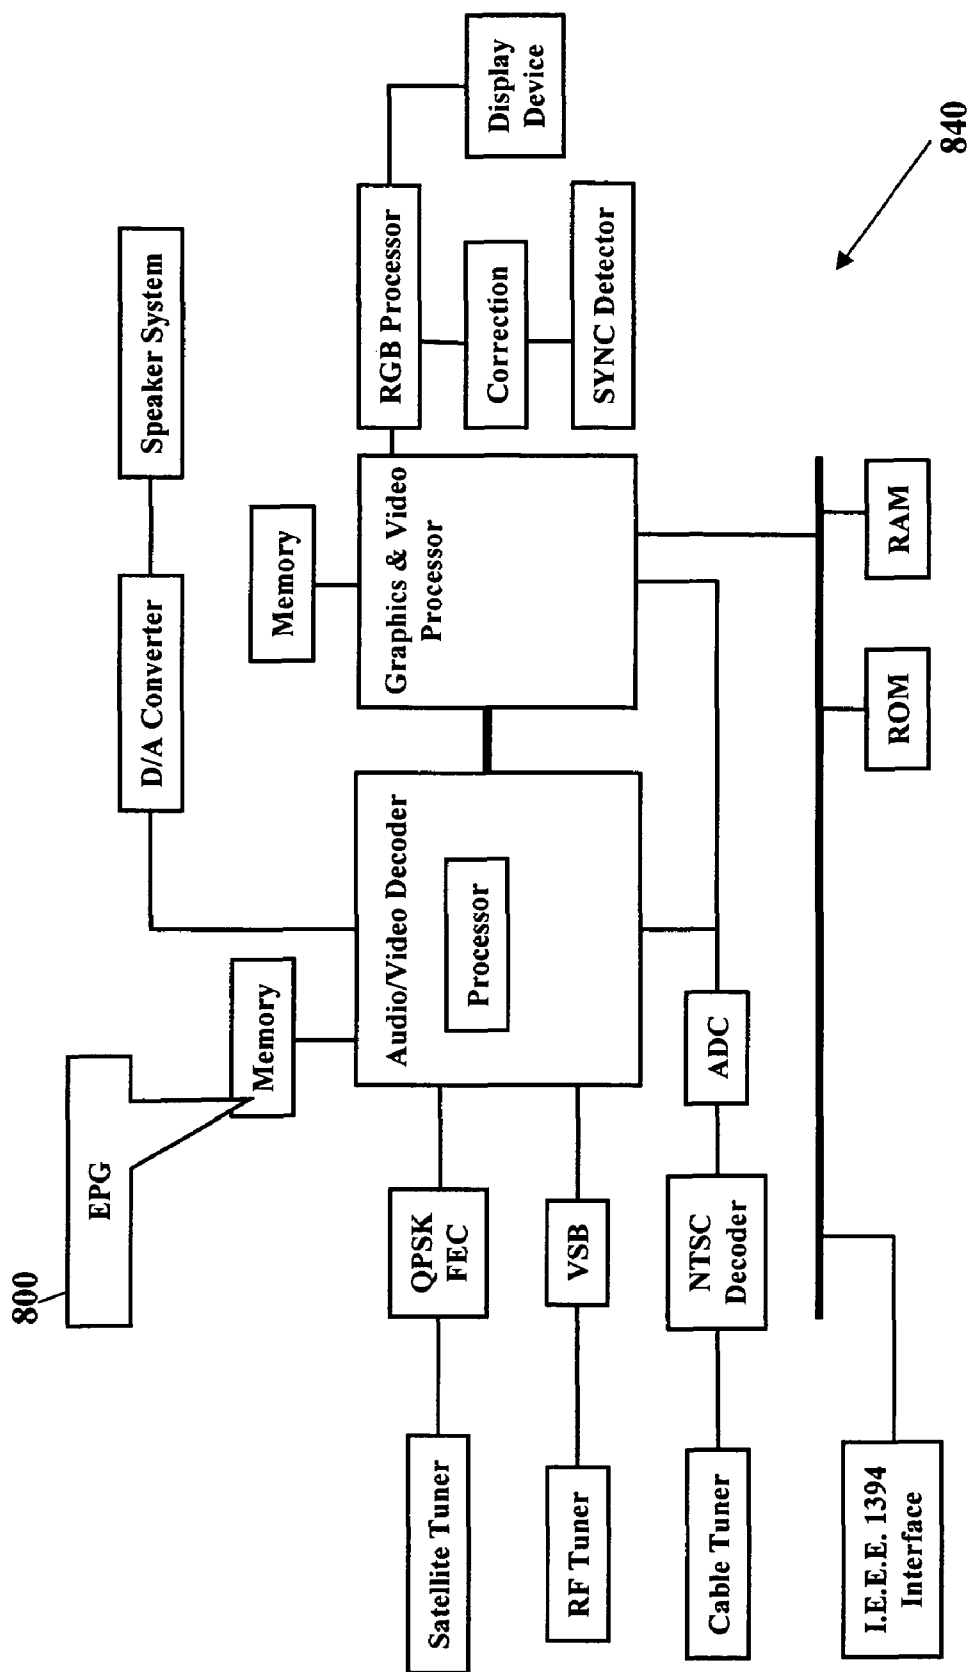 800
EPG
Memory
D/A Converter
Speaker System
Memory
Satellite Tuner
QPSK
FEC
Audio/Video Decoder
Processor
Graphics & Video
Processor
RGB Processor
Display
Device
Correction
SYNC Detector
RF Tuner
VSB
Cable Tuner
NTSC
Decoder
ADC
I.E.E.E. 1394
Interface
ROM
RAM
840